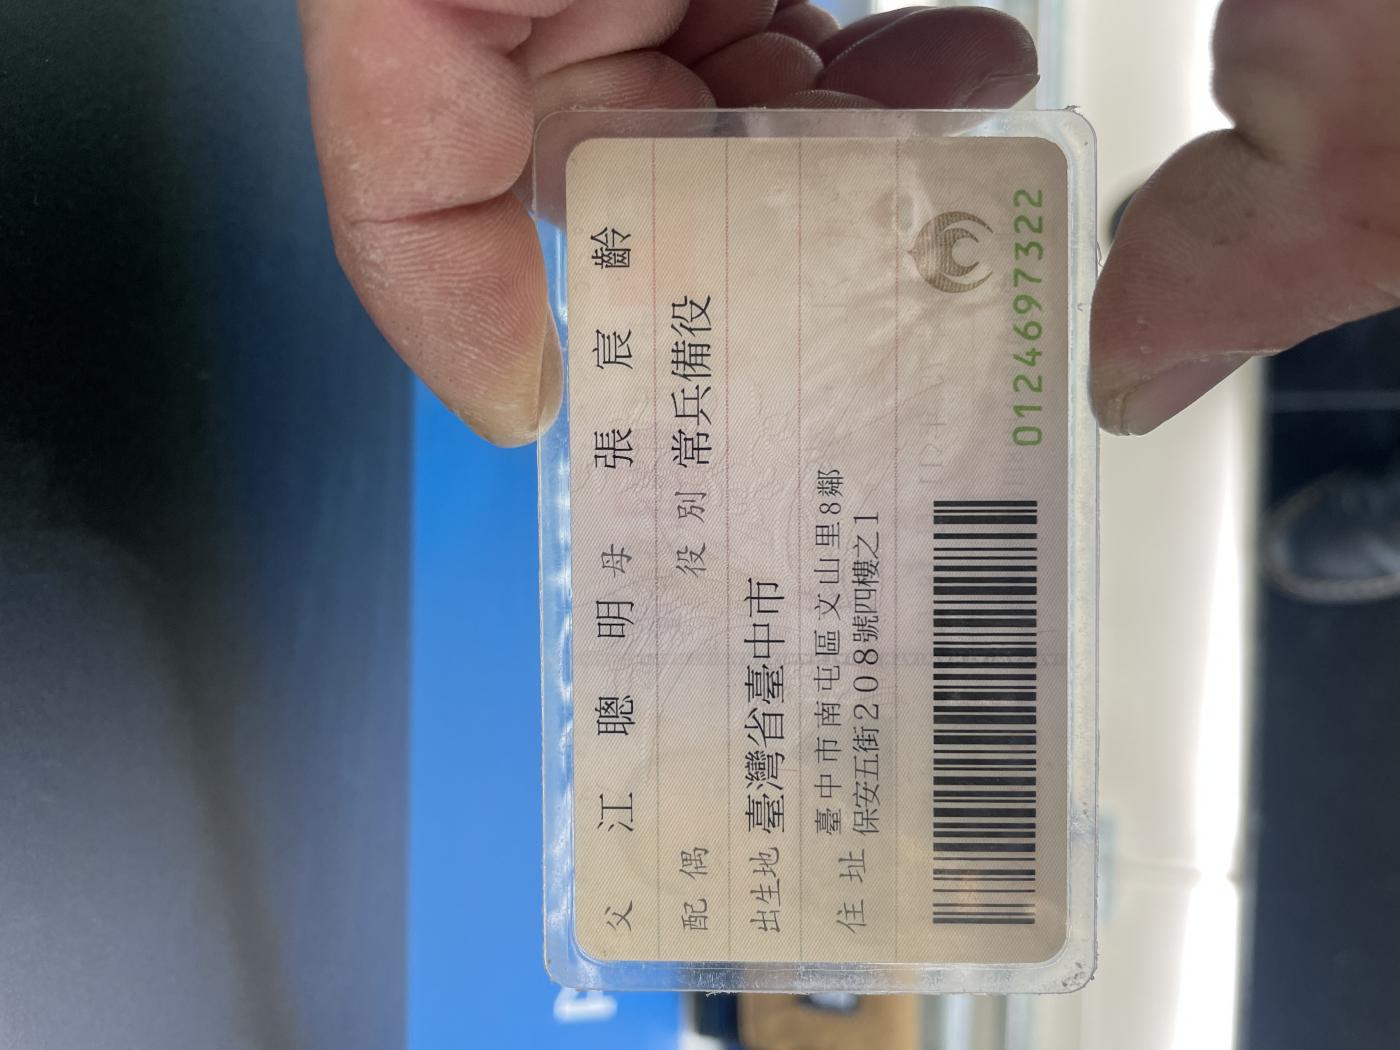 父 江 聰 明 母 張 宸 齡
配 偶 役 別 常兵備役
出生地 臺灣省臺中市
住 址 臺中市南屯區文山里8鄰
保安五街208號四樓之1
0124697322